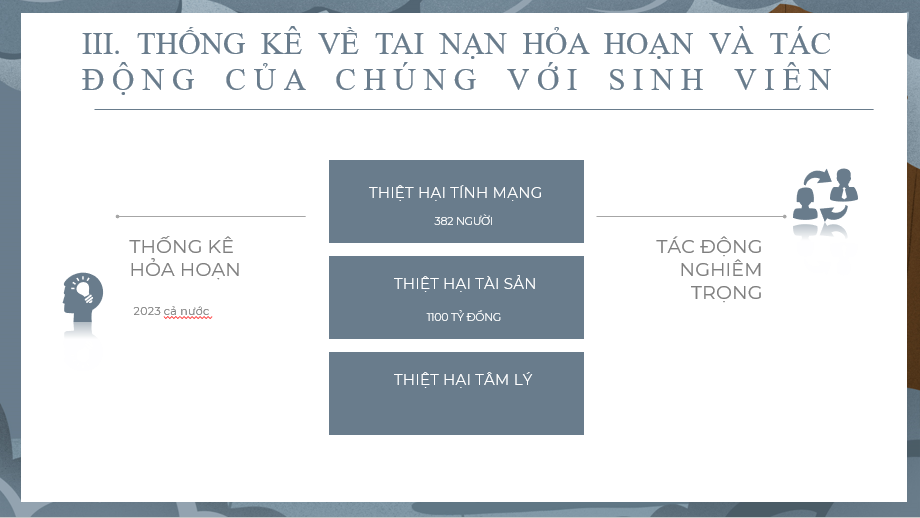 III. THỐNG KÊ VỀ TAI NẠN HỎA HOẠN VÀ TÁC
ĐỘNG CỦA CHÚNG VỚI SINH VIÊN
THỐNG KÊ
HỎA HOẠN
2023 cả nước
THIỆT HẠI TÍNH MẠNG
382 NGƯỜI
THIỆT HẠI TÀI SẢN
1100 TỶ ĐỒNG
THIỆT HẠI TÂM LÝ
TÁC ĐỘNG
NGHIÊM
TRỌNG